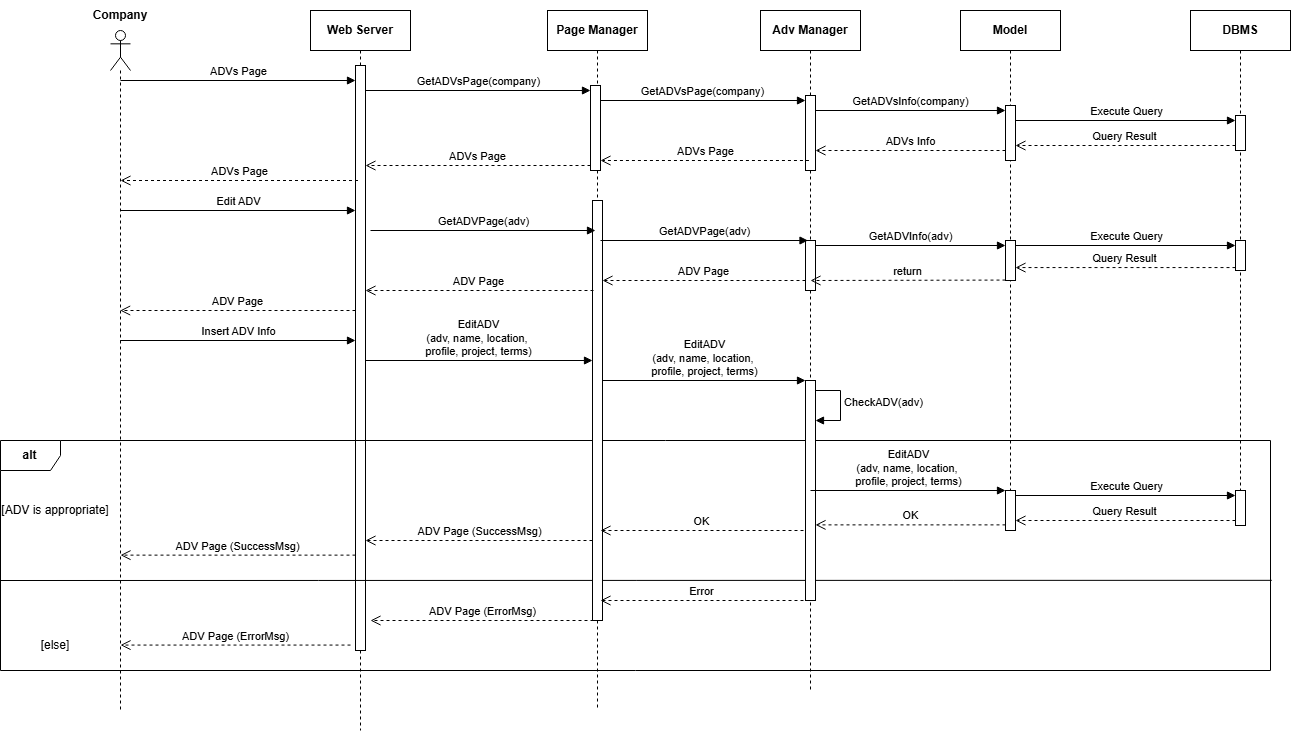 Company
Web Server
Page Manager
Adv Manager
Model
DBMS
ADVs Page
GetADVsPage(company)
GetADVsPage(company)
GetADVsInfo(company)
Execute Query
Query Result
ADVs Info
ADVs Page
ADVs Page
ADVs Page
Edit ADV
GetADVPage(adv)
GetADVPage(adv)
GetADVInfo(adv)
Execute Query
Query Result
return
ADV Page
ADV Page
ADV Page
Insert ADV Info
EditADV
(adv, name, location,
profile, project, terms)
EditADV
(adv, name, location,
profile, project, terms)
CheckADV(adv)
alt
[ADV is appropriate]
EditADV
(adv, name, location,
profile, project, terms)
Execute Query
Query Result
OK
OK
ADV Page (SuccessMsg)
ADV Page (SuccessMsg)
Error
ADV Page (ErrorMsg)
ADV Page (ErrorMsg)
[else]